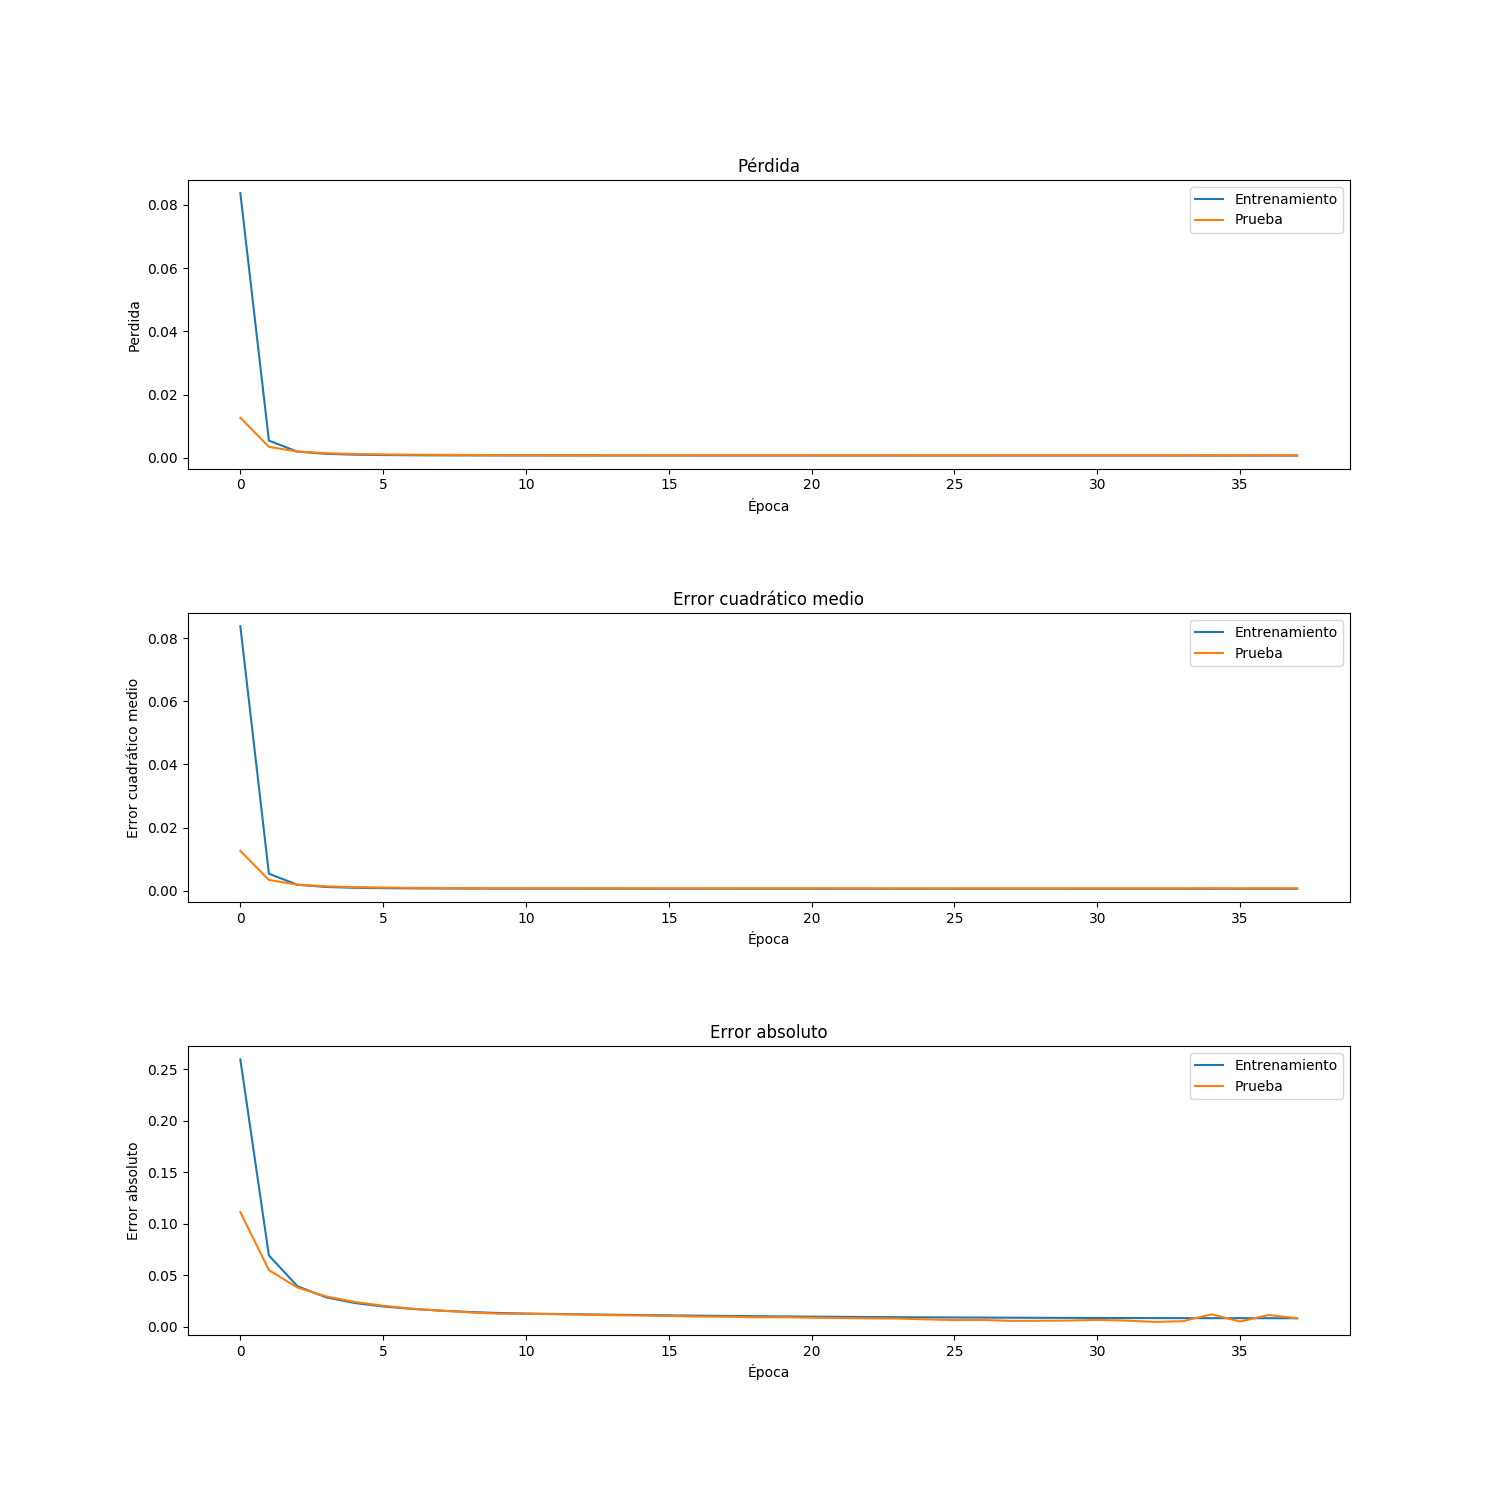 Pérdida
Perdida
0.08
0.06
0.04
0.02
0.00
Entrenamiento
Prueba
0 5 10 15 20 25 30 35
Época
Error cuadrático medio
Error cuadrático medio
0.08
0.06
0.04
0.02
0.00
Entrenamiento
Prueba
0 5 10 15 20 25 30 35
Época
Error absoluto
Error absoluto
0.25
0.20
0.15
0.10
0.05
0.00
Entrenamiento
Prueba
0 5 10 15 20 25 30 35
Época